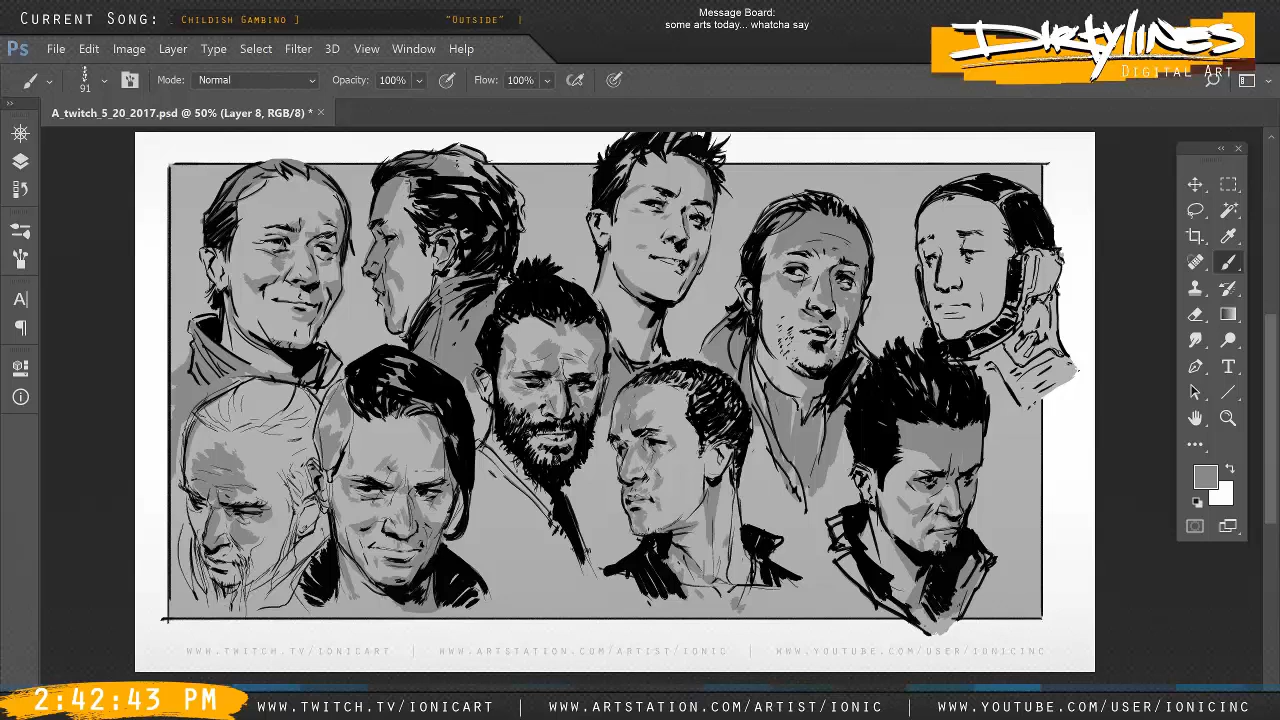 Current Song: [ Childish Gambino ] "Outside" |
Message Board:
some arts today... whatcha say
DIRTYLINES
Digital Art
Ps File Edit Image Layer Type Select Filter 3D View Window Help
91 Mode: Normal Opacity: 100% Flow: 100%
A_twitch_5_20_2017.psd @ 50% (Layer 8, RGB/8) * ×
www.twitch.tv/ionicart | www.artstation.com/artist/ionic | www.youtube.com/user/ionicinc
2:42:43 PM
www.twitch.tv/ionicart | www.artstation.com/artist/ionic | www.youtube.com/user/ionicinc